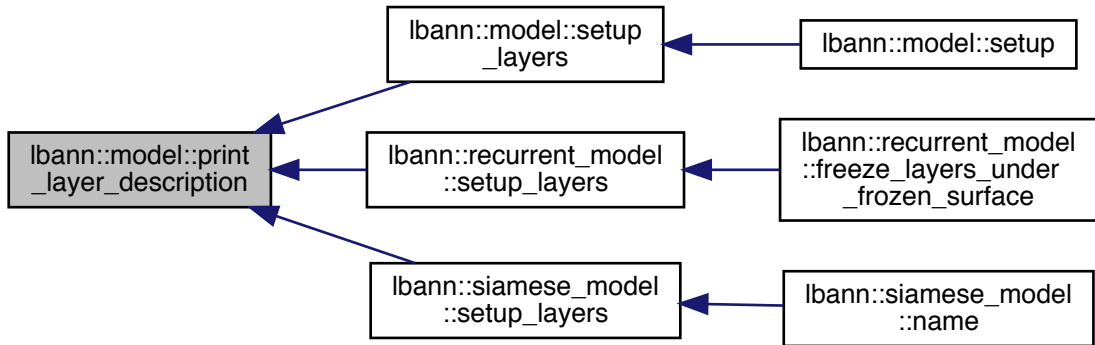 lbann::model::setup
_layers
lbann::model::setup
lbann::model::print
_layer_description
lbann::recurrent_model
::setup_layers
lbann::recurrent_model
::freeze_layers_under
_frozen_surface
lbann::siamese_model
::setup_layers
lbann::siamese_model
::name